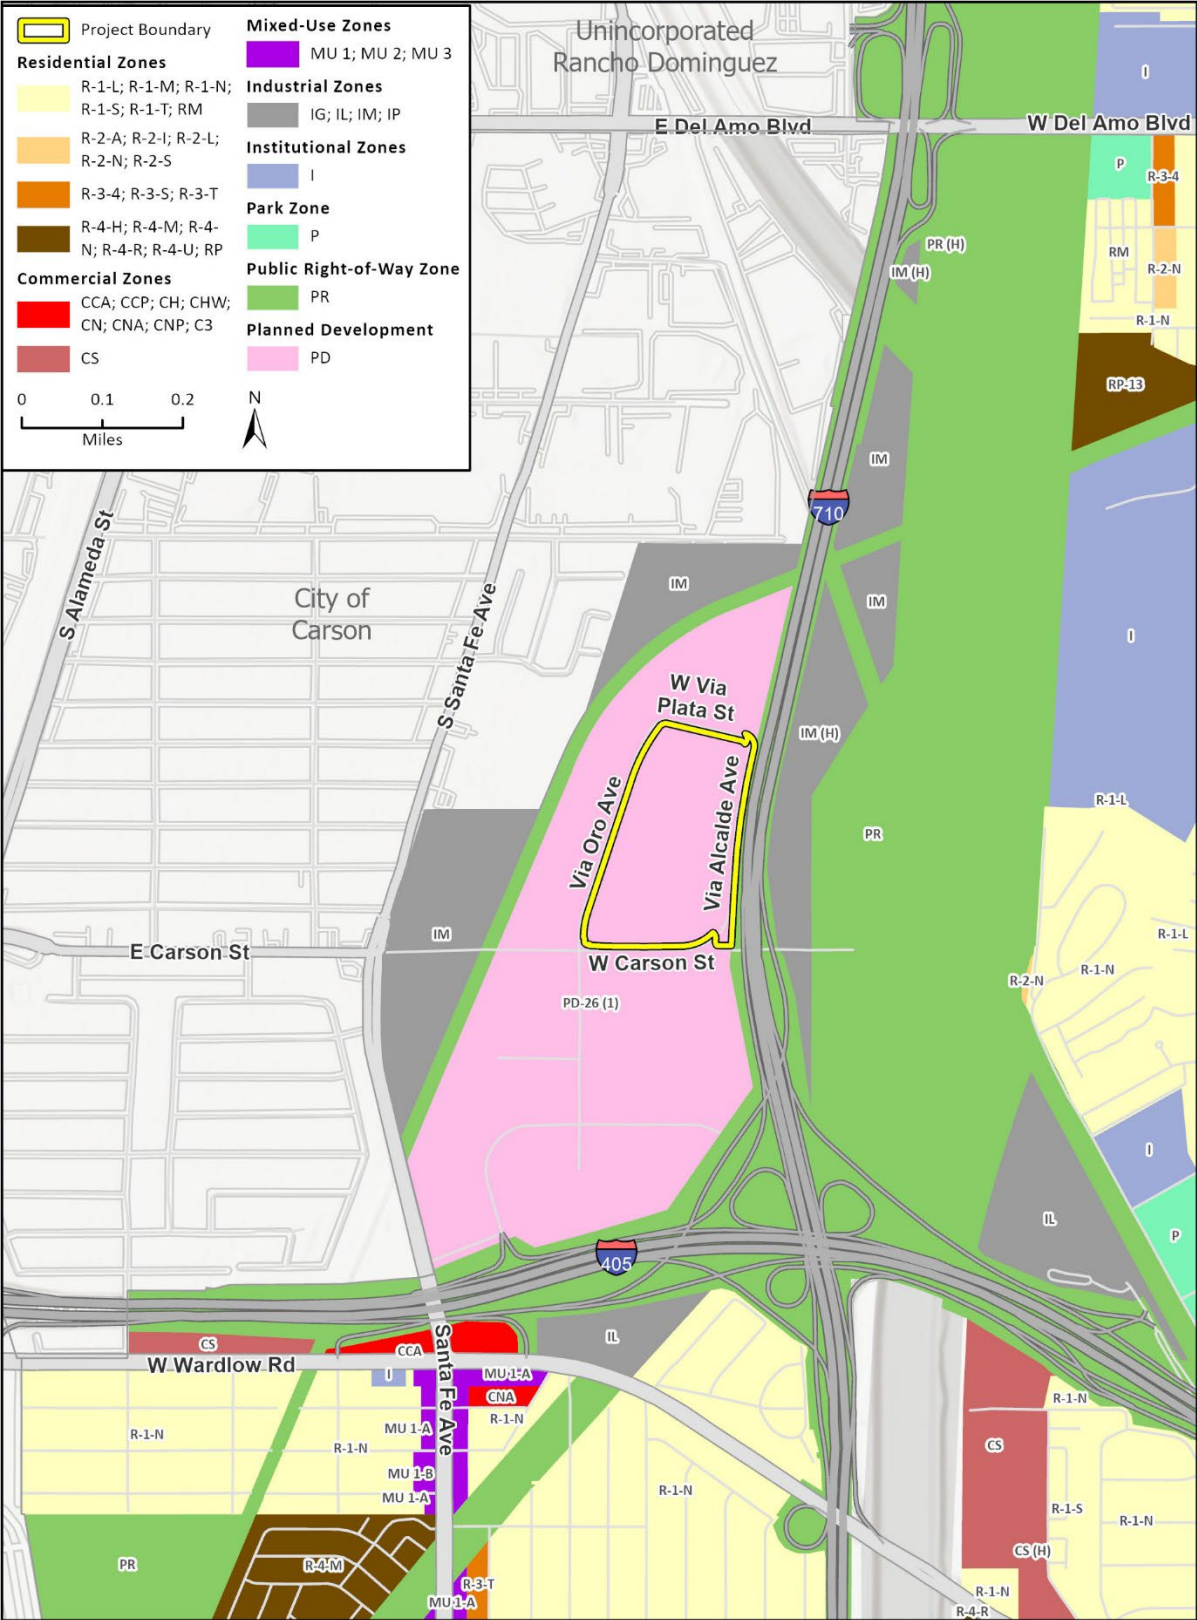 Project Boundary
Residential Zones
R-1-L; R-1-M; R-1-N;
R-1-S; R-1-T; RM
R-2-A; R-2-I; R-2-L;
R-2-N; R-2-S
R-3-4; R-3-S; R-3-T
R-4-H; R-4-M; R-4-
N; R-4-R; R-4-U; RP
Commercial Zones
CCA; CCP; CH; CHW;
CN; CNA; CNP; C3
CS
0 0.1 0.2
Miles
Mixed-Use Zones
MU 1; MU 2; MU 3
Industrial Zones
IG; IL; IM; IP
Institutional Zones
I
Park Zone
P
Public Right-of-Way Zone
PR
Planned Development
PD
N
Unincorporated
Rancho Dominguez
I
E Del Amo Blvd
W Del Amo Blvd
P
R-3-4
PR (H)
RM
IM (H)
R-2-N
R-1-N
RP-13
IM
710
S Alameda St
City of
Carson
S Santa Fe Ave
IM
IM
I
W Via
Plata St
IM (H)
Via Oro Ave
Via Alcalde Ave
R-1-L
PR
IM
E Carson St
W Carson St
R-1-L
R-1-N
R-2-N
PD-26 (1)
I
IL
P
405
CS
CCA
IL
W Wardlow Rd
Santa Fe Ave
I
MU 1-A
CNA
R-1-N
R-1-N
MU 1-A
R-1-N
R-1-N
CS
MU 1-B
MU 1-A
R-1-N
R-1-S
R-1-N
PR
R-4-M
CS (H)
R-3-T
MU 1-A
R-1-N
R-4-R